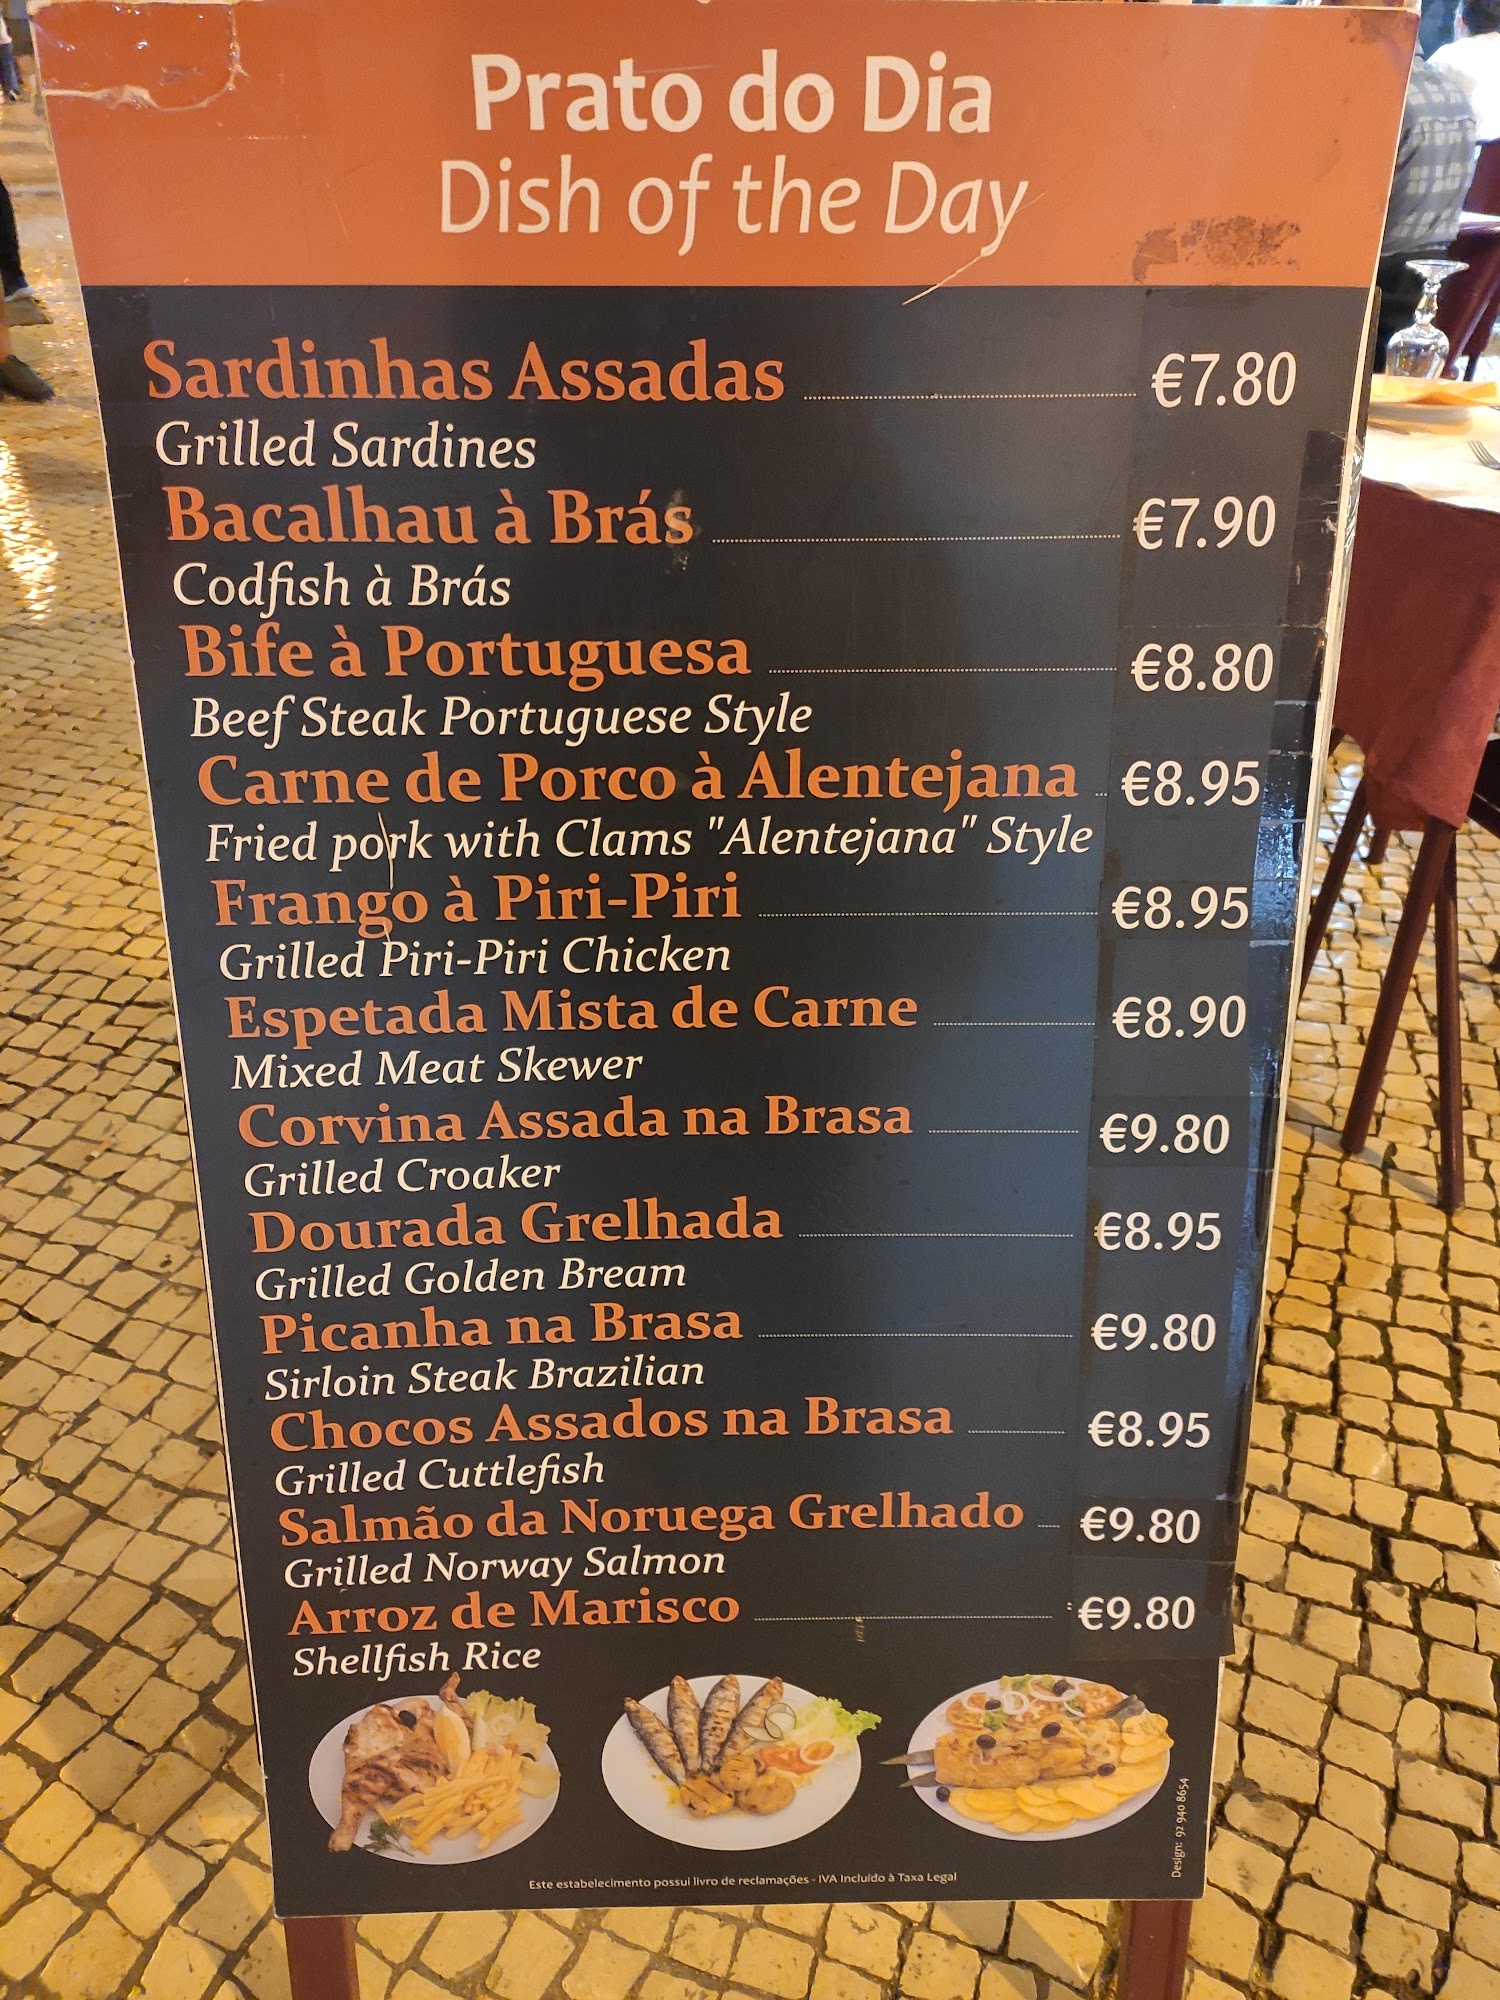 Prato do Dia
Dish of the Day
Sardinhas Assadas €7.80
Grilled Sardines
Bacalhau à Brás €7.90
Codfish à Brás
Bife à Portuguesa €8.80
Beef Steak Portuguese Style
Carne de Porco à Alentejana €8.95
Fried pork with Clams "Alentejana" Style
Frango à Piri-Piri €8.95
Grilled Piri-Piri Chicken
Espetada Mista de Carne €8.90
Mixed Meat Skewer
Corvina Assada na Brasa €9.80
Grilled Croaker
Dourada Grelhada €8.95
Grilled Golden Bream
Picanha na Brasa €9.80
Sirloin Steak Brazilian
Chocos Assados na Brasa €8.95
Grilled Cuttlefish
Salmão da Noruega Grelhado €9.80
Grilled Norway Salmon
Arroz de Marisco €9.80
Shellfish Rice
Este estabelecimento possui livro de reclamações - IVA Incluído à Taxa Legal
Design: 92 940 8654